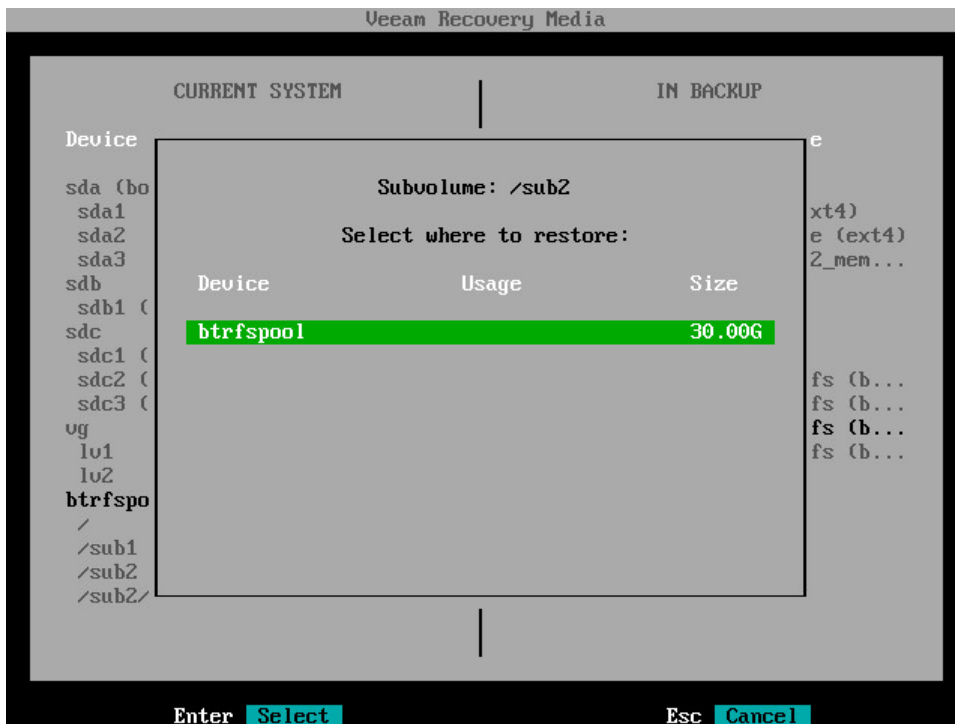 Veeam Recovery Media
CURRENT SYSTEM IN BACKUP
Device e
Subvolume: /sub2
sda (bo
sda1 xt4)
Select where to restore:
sda2 e (ext4)
sda3 2_mem...
sdb
Device Usage Size
sdb1 (
sdc
btrfspool 30.00G
sdc1 (
sdc2 ( fs (b...
sdc3 ( fs (b...
vg fs (b...
lv1 fs (b...
lv2
btrfspo
/
/sub1
/sub2
/sub2/
Enter Select Esc Cancel